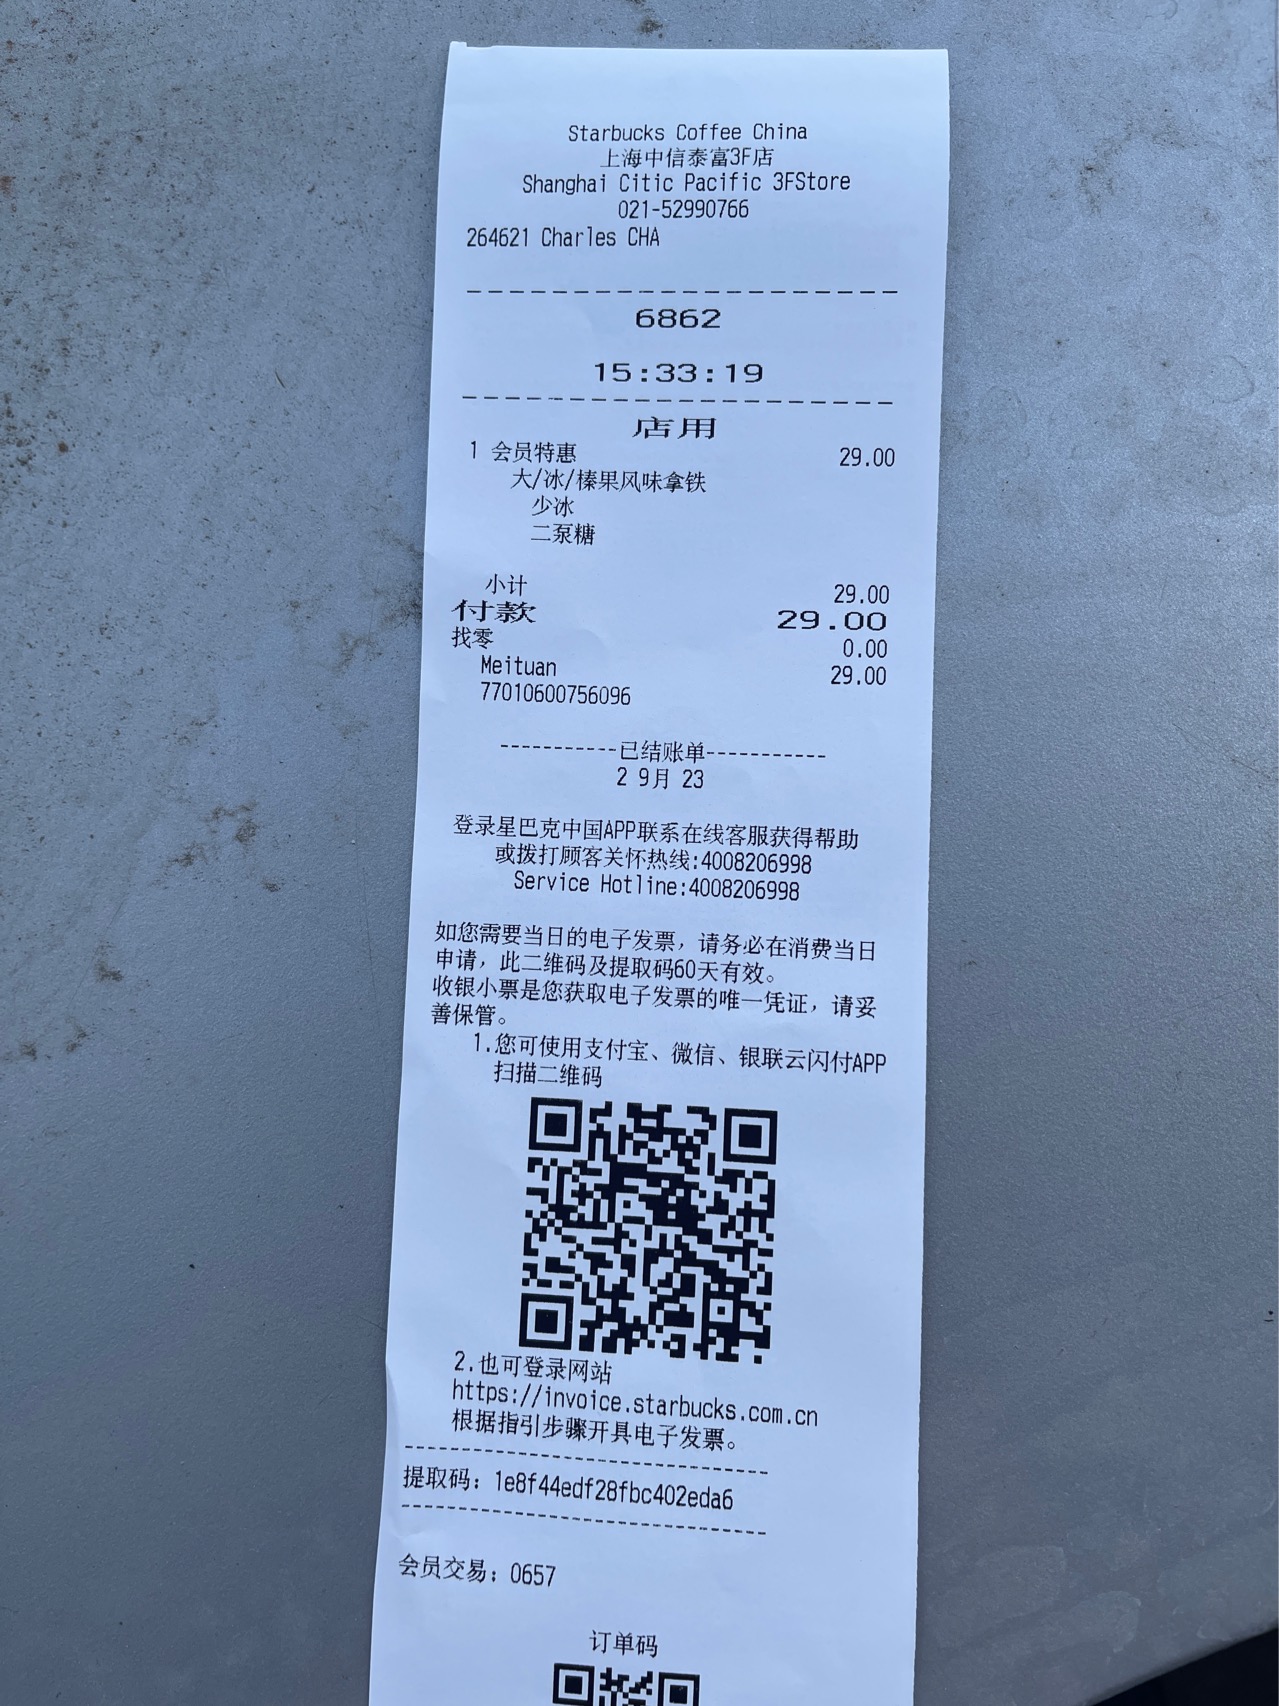 Starbucks Coffee China
上海中信泰富3F店
Shanghai Citic Pacific 3FStore
021-52990766
264621 Charles CHA
6862
15:33:19
店用
1 会员特惠 29.00
大/冰/榛果风味拿铁
少冰
二泵糖
小计 29.00
付款 29.00
找零 0.00
Meituan 29.00
77010600756096
-----------已结账单-----------
2 9月 23
登录星巴克中国APP联系在线客服获得帮助
或拨打顾客关怀热线:4008206998
Service Hotline:4008206998
如您需要当日的电子发票，请务必在消费当日
申请，此二维码及提取码60天有效。
收银小票是您获取电子发票的唯一凭证，请妥
善保管。
1.您可使用支付宝、微信、银联云闪付APP
扫描二维码
2.也可登录网站
https://invoice.starbucks.com.cn
根据指引步骤开具电子发票。
提取码：1e8f44edf28fbc402eda6
会员交易：0657
订单码